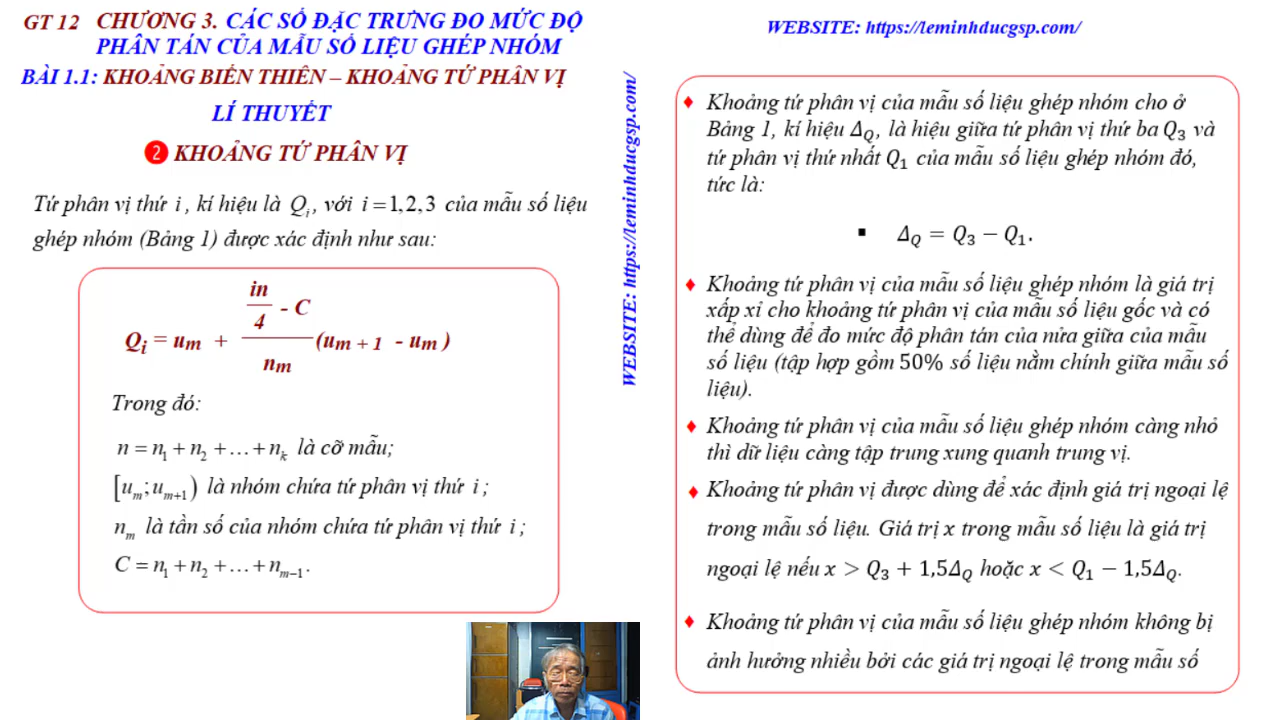 GT 12 CHƯƠNG 3. CÁC SỐ ĐẶC TRƯNG ĐO MỨC ĐỘ
PHÂN TÁN CỦA MẪU SỐ LIỆU GHÉP NHÓM
BÀI 1.1: KHOẢNG BIẾN THIÊN – KHOẢNG TỨ PHÂN VỊ
LÍ THUYẾT
2 KHOẢNG TỨ PHÂN VỊ
Tứ phân vị thứ i, kí hiệu là Qᵢ, với i = 1, 2, 3 của mẫu số liệu
ghép nhóm (Bảng 1) được xác định như sau:
Qᵢ = uₘ + (in/4 - C)/nₘ (uₘ₊₁ - uₘ)
Trong đó:
n = n₁ + n₂ + … + nₖ là cỡ mẫu;
[uₘ; uₘ₊₁) là nhóm chứa tứ phân vị thứ i;
nₘ là tần số của nhóm chứa tứ phân vị thứ i;
C = n₁ + n₂ + … + nₘ₋₁.
WEBSITE: https://leminhducgsp.com/
WEBSITE: https://leminhducgsp.com/
♦ Khoảng tứ phân vị của mẫu số liệu ghép nhóm cho ở
Bảng 1, kí hiệu Δ_Q, là hiệu giữa tứ phân vị thứ ba Q₃ và
tứ phân vị thứ nhất Q₁ của mẫu số liệu ghép nhóm đó,
tức là:
▪ Δ_Q = Q₃ − Q₁.
♦ Khoảng tứ phân vị của mẫu số liệu ghép nhóm là giá trị
xấp xỉ cho khoảng tứ phân vị của mẫu số liệu gốc và có
thể dùng để đo mức độ phân tán của nửa giữa của mẫu
số liệu (tập hợp gồm 50% số liệu nằm chính giữa mẫu số
liệu).
♦ Khoảng tứ phân vị của mẫu số liệu ghép nhóm càng nhỏ
thì dữ liệu càng tập trung xung quanh trung vị.
♦ Khoảng tứ phân vị được dùng để xác định giá trị ngoại lệ
trong mẫu số liệu. Giá trị x trong mẫu số liệu là giá trị
ngoại lệ nếu x > Q₃ + 1,5Δ_Q hoặc x < Q₁ − 1,5Δ_Q.
♦ Khoảng tứ phân vị của mẫu số liệu ghép nhóm không bị
ảnh hưởng nhiều bởi các giá trị ngoại lệ trong mẫu số